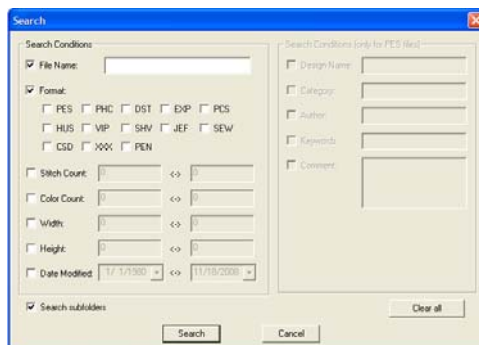 Search
Search Conditions
File Name:
Format:
PES PHC DST EXP PCS
HUS VIP SHV JEF SEW
CSD XXX PEN
Stitch Count: 0 <-> 0
Color Count: 0 <-> 0
Width: 0 <-> 0
Height: 0 <-> 0
Date Modified: 1/ 1/1980 <-> 11/18/2008
Search subfolders
Search Conditions (only for PES files)
Design Name:
Category:
Author:
Keywords:
Comment:
Clear all
Search Cancel